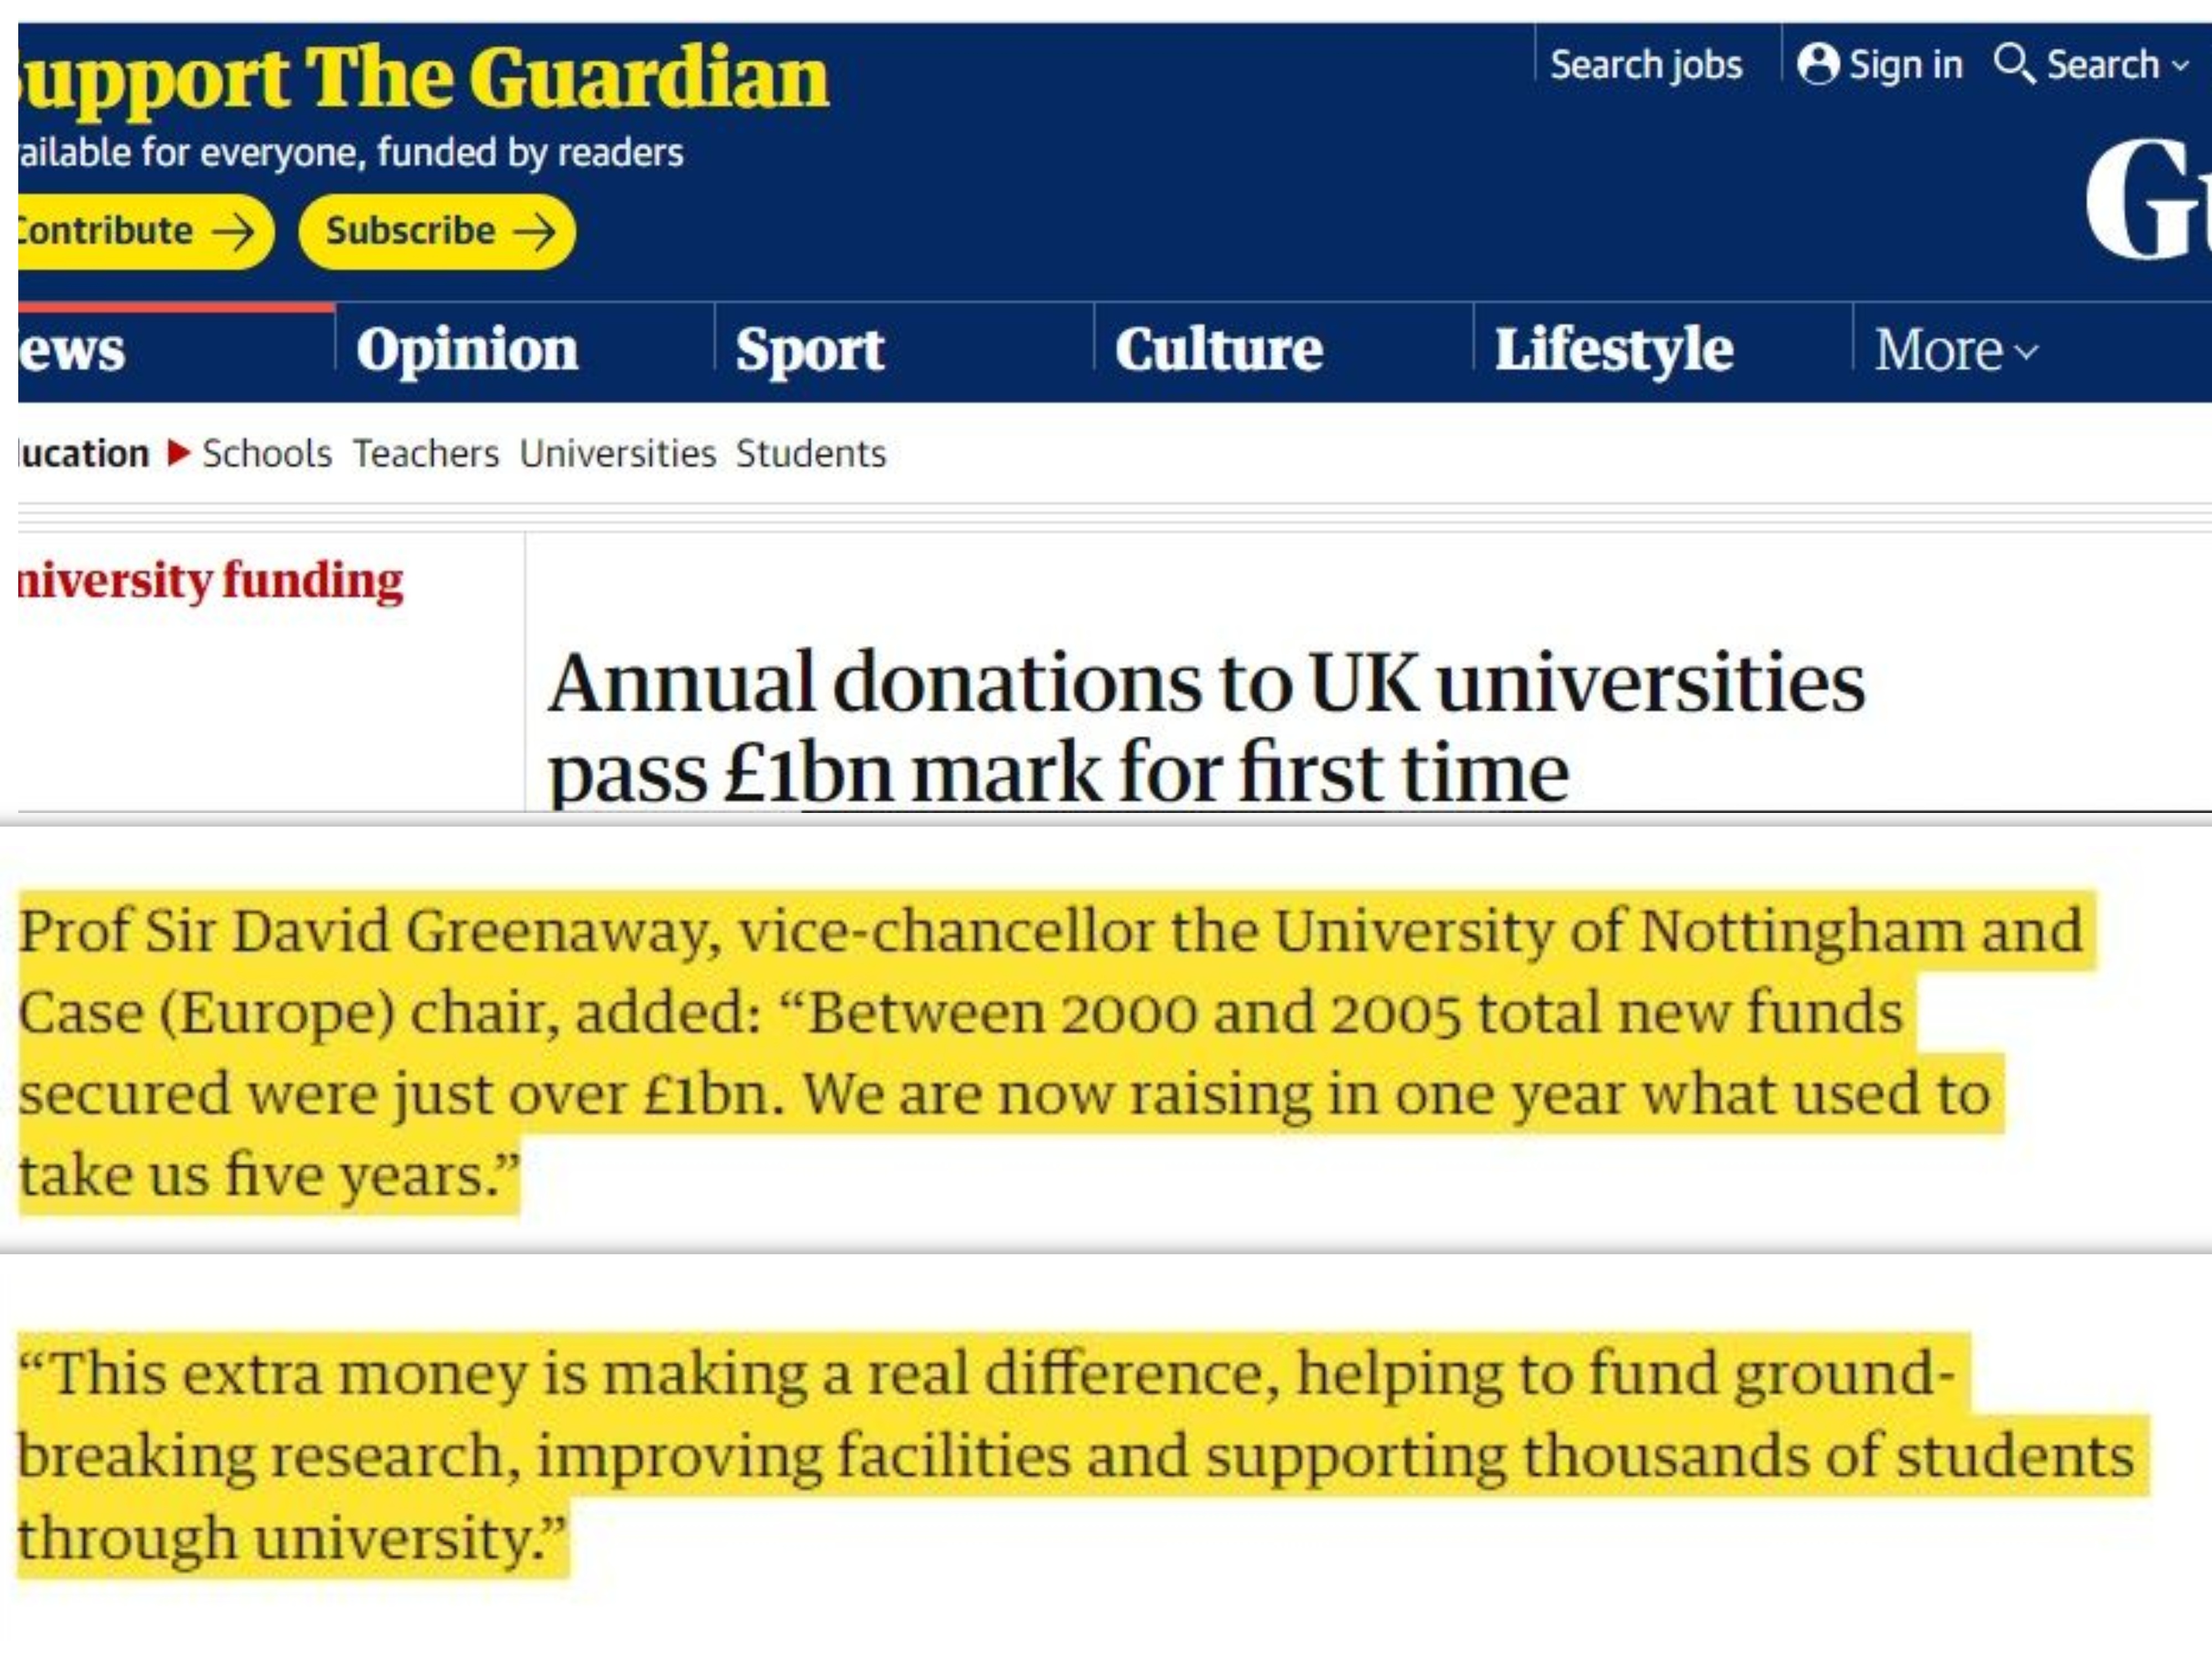 upport The Guardian
ailable for everyone, funded by readers
Contribute → Subscribe →
Search jobs Sign in Search
G
ews Opinion Sport Culture Lifestyle More
ucation Schools Teachers Universities Students
niversity funding
Annual donations to UK universities
pass £1bn mark for first time
Prof Sir David Greenaway, vice-chancellor the University of Nottingham and
Case (Europe) chair, added: “Between 2000 and 2005 total new funds
secured were just over £1bn. We are now raising in one year what used to
take us five years.”
“This extra money is making a real difference, helping to fund ground-
breaking research, improving facilities and supporting thousands of students
through university.”